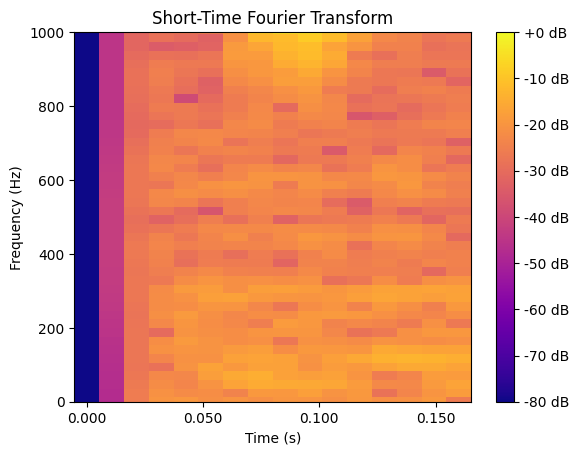 Short-Time Fourier Transform
1000
800
600
400
200
0
Frequency (Hz)
0.000
0.050
0.100
0.150
Time (s)
+0 dB
-10 dB
-20 dB
-30 dB
-40 dB
-50 dB
-60 dB
-70 dB
-80 dB